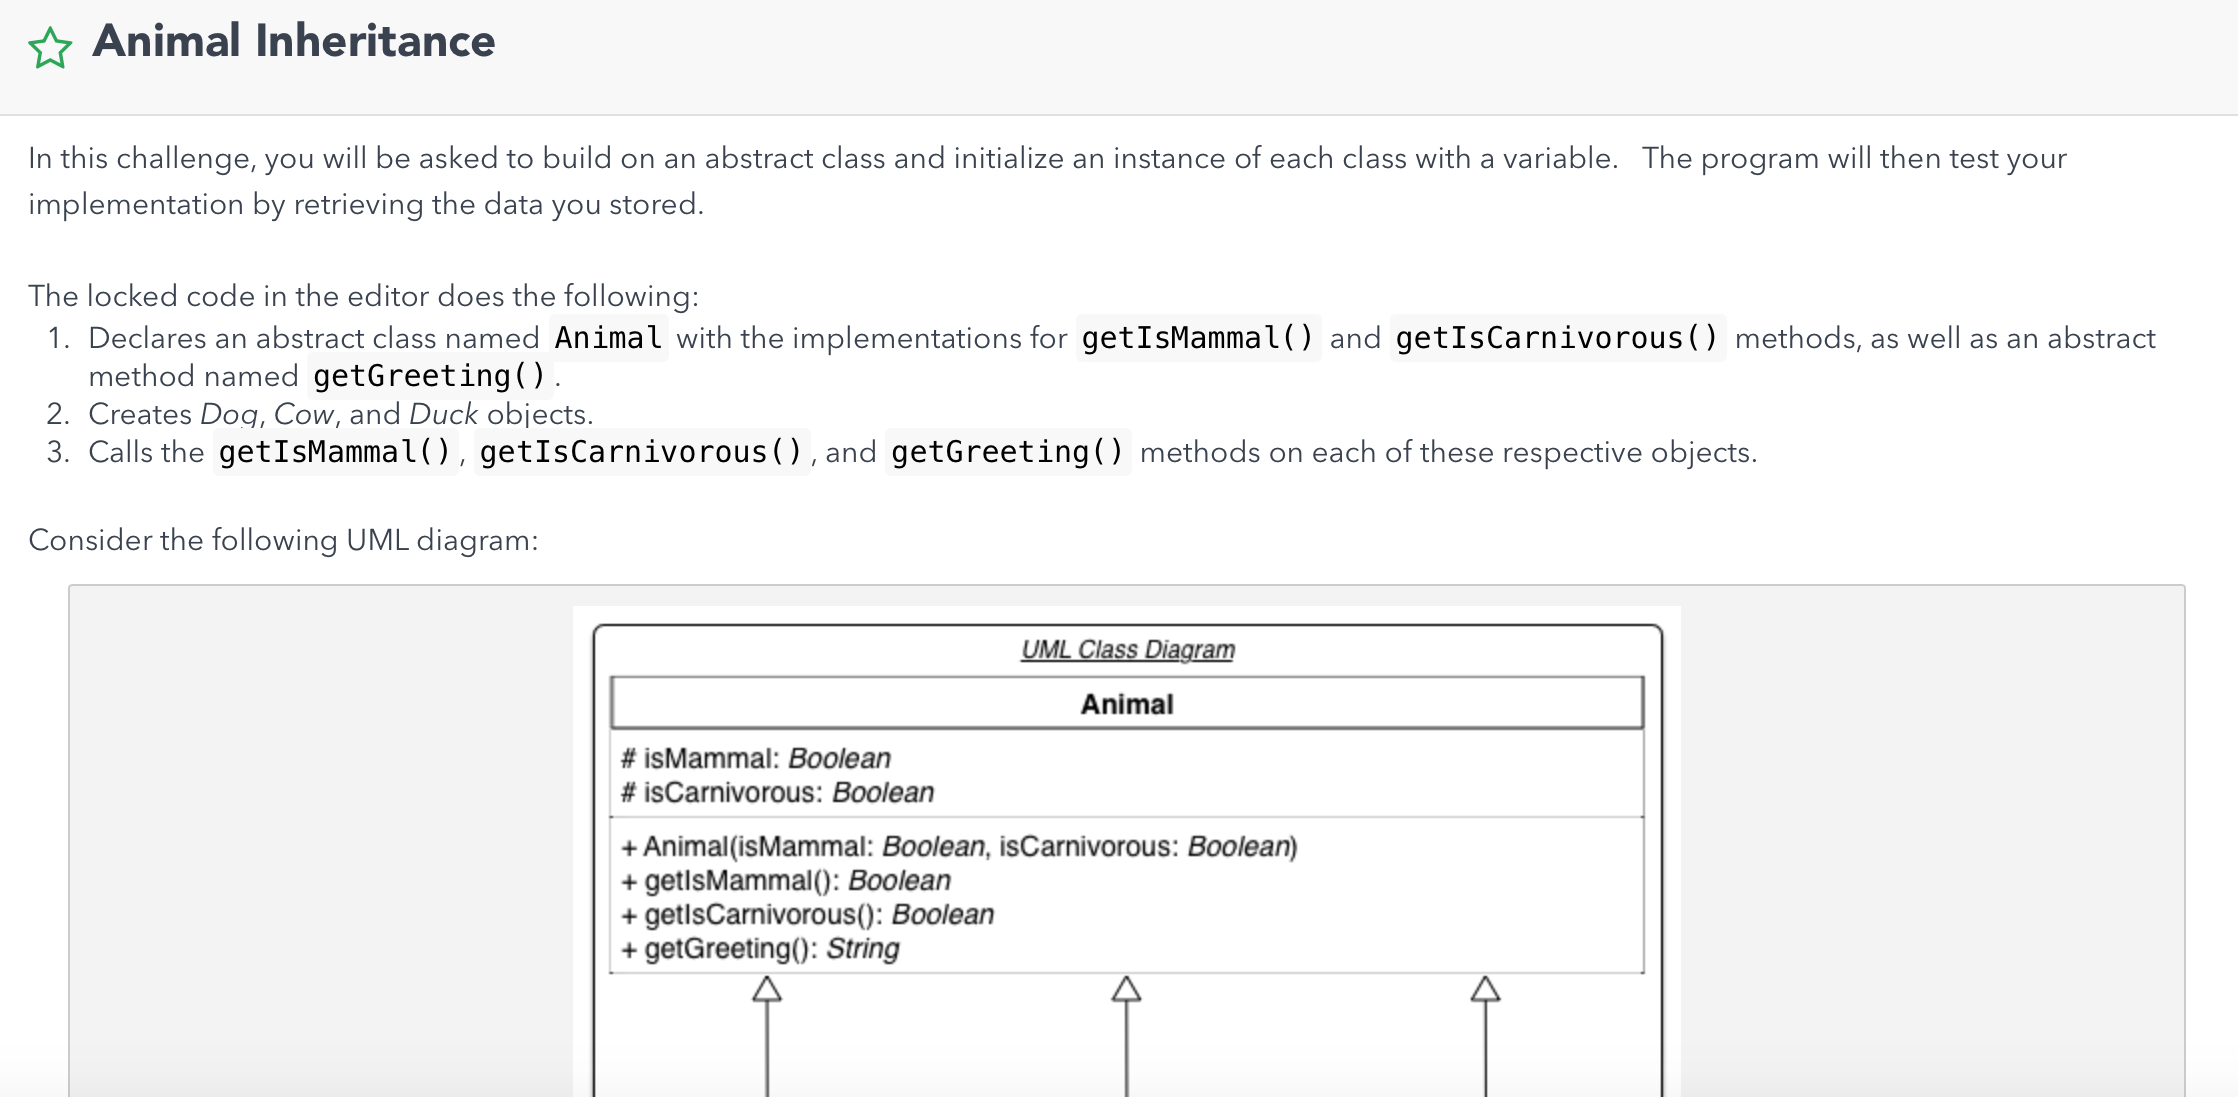 Animal Inheritance
In this challenge, you will be asked to build on an abstract class and initialize an instance of each class with a variable. The program will then test your
implementation by retrieving the data you stored.
The locked code in the editor does the following:
1. Declares an abstract class named Animal with the implementations for getIsMammal() and getIsCarnivorous() methods, as well as an abstract
method named getGreeting().
2. Creates Dog, Cow, and Duck objects.
3. Calls the getIsMammal(), getIsCarnivorous(), and getGreeting() methods on each of these respective objects.
Consider the following UML diagram:
UML Class Diagram
Animal
# isMammal: Boolean
# isCarnivorous: Boolean
+ Animal(isMammal: Boolean, isCarnivorous: Boolean)
+ getIsMammal(): Boolean
+ getIsCarnivorous(): Boolean
+ getGreeting(): String